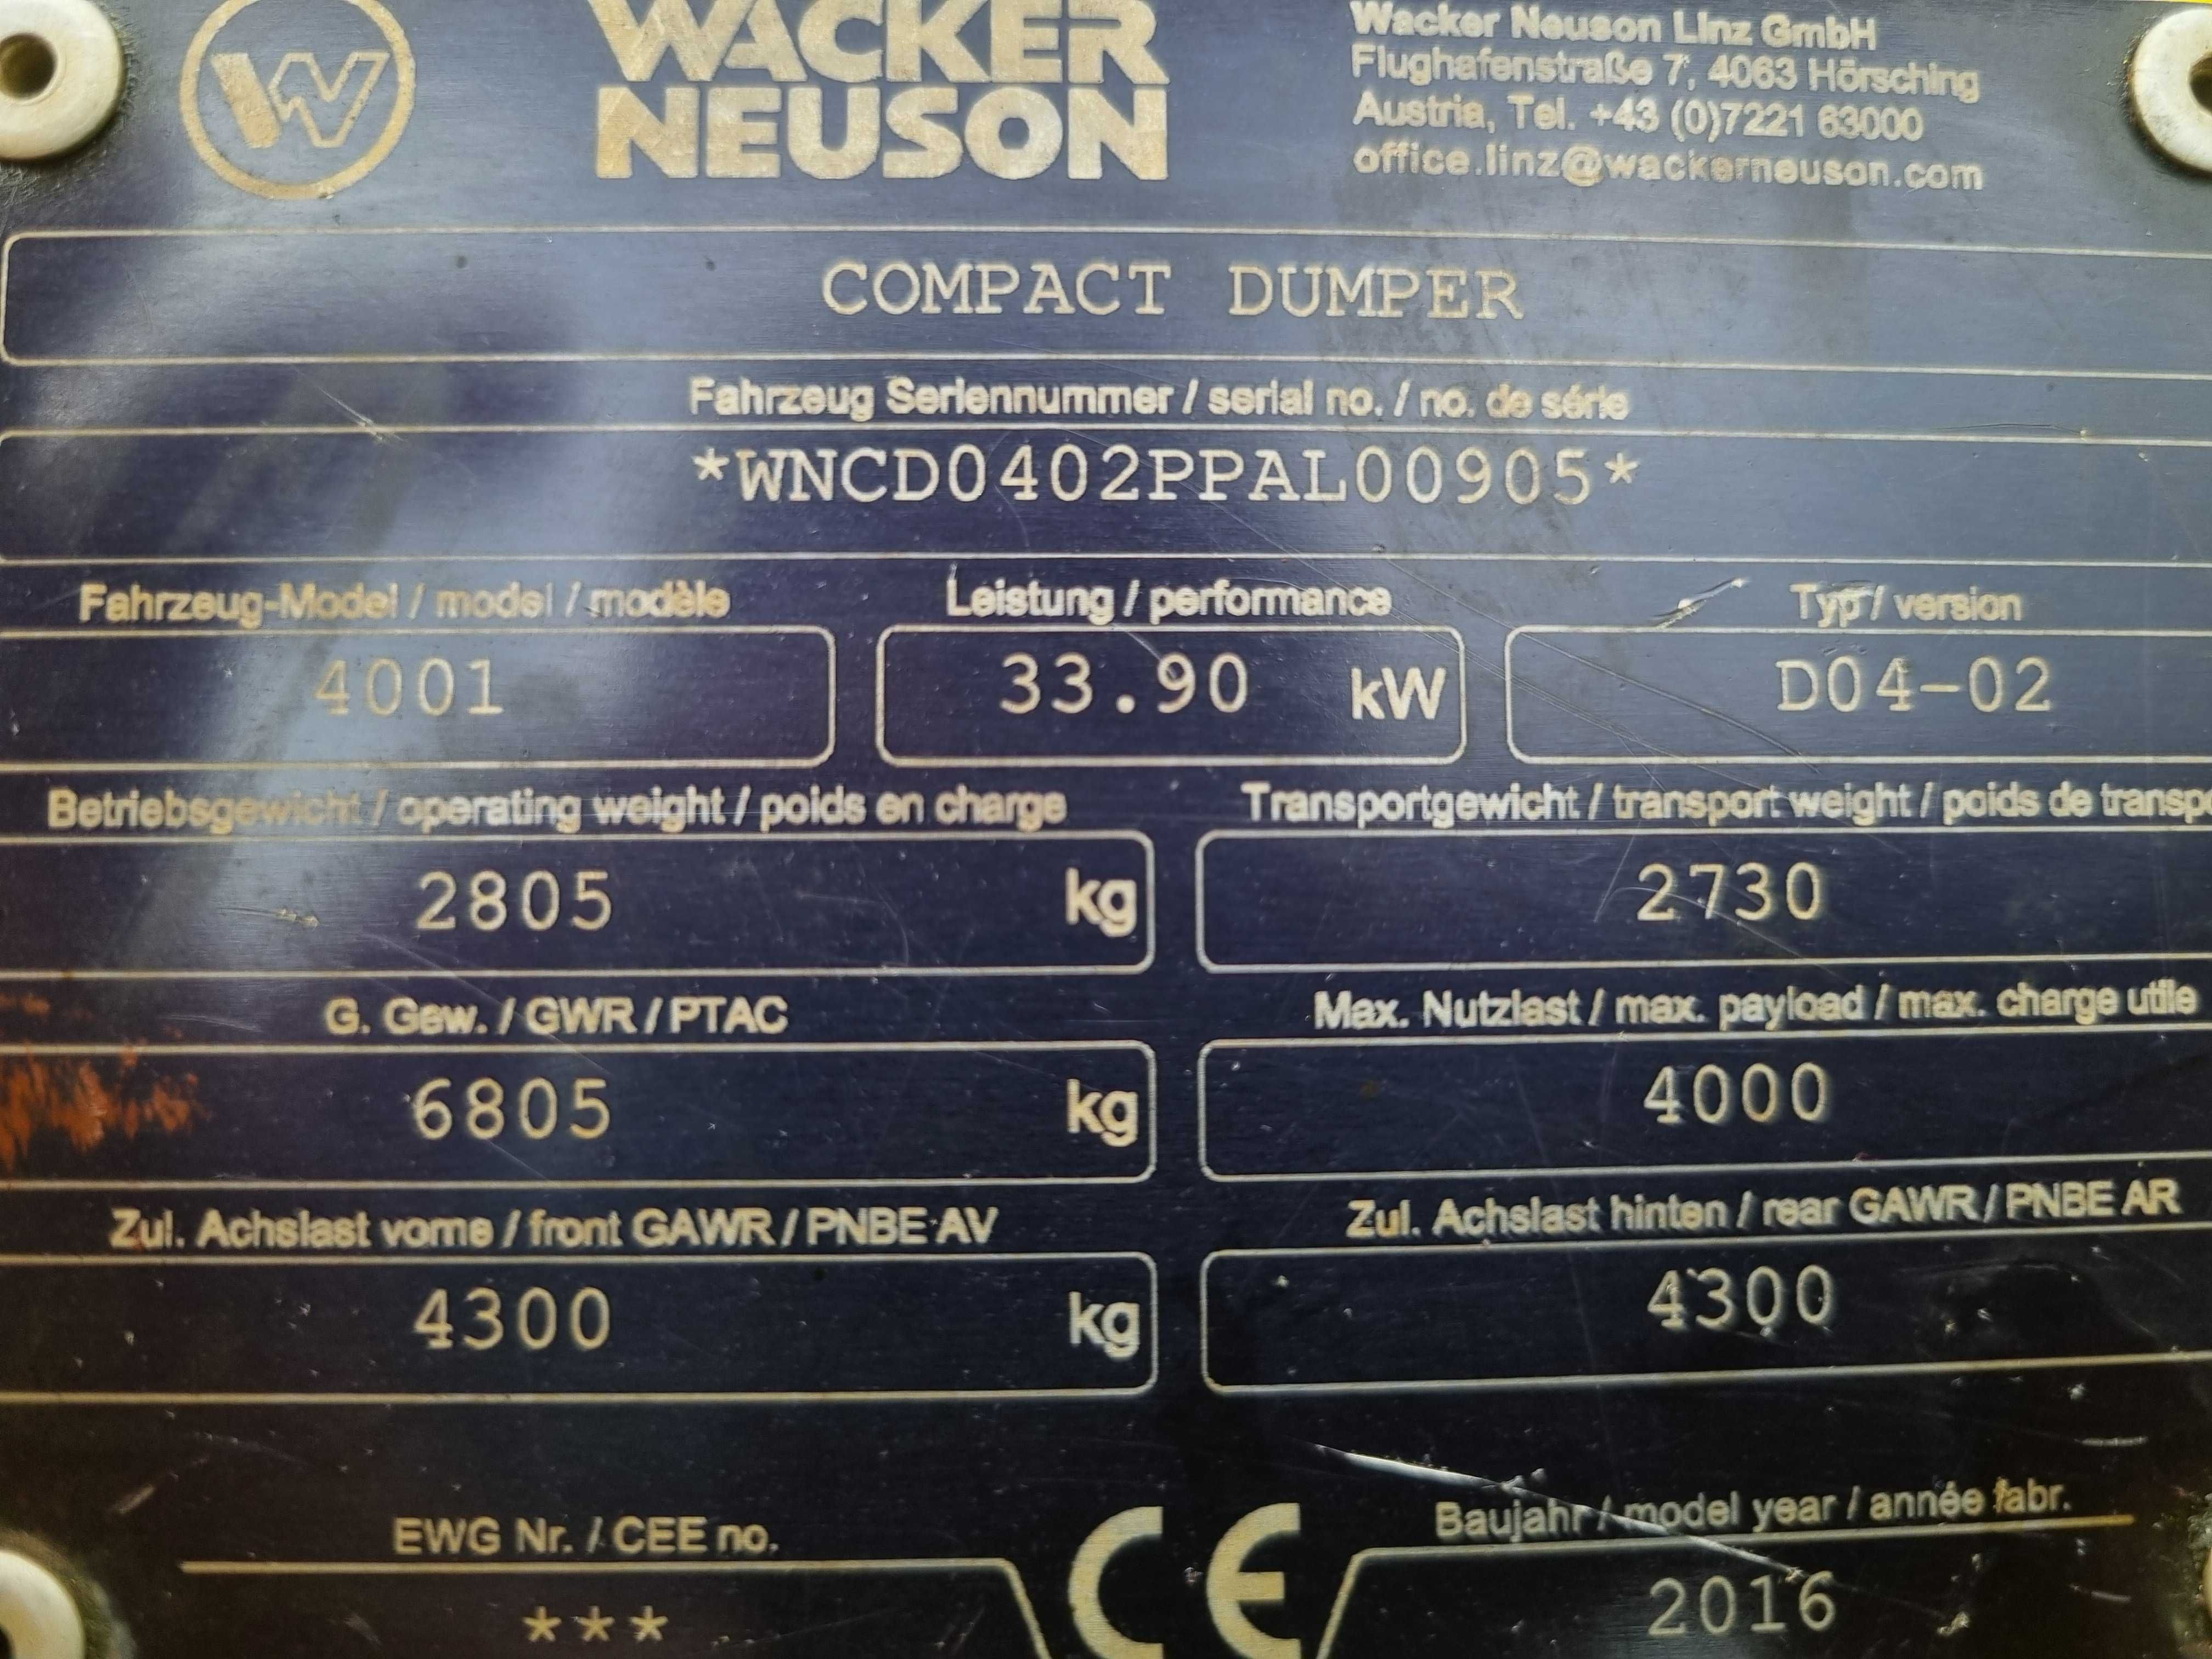 W
WACKER
NEUSON
Wacker Neuson Linz GmbH
Flughafenstraße 7, 4063 Hörsching
Austria, Tel. +43 (0)7221 63000
office.linz@wackerneuson.com
COMPACT DUMPER
Fahrzeug Seriennummer / serial no. / no. de série
*WNCD0402PPAL00905*
Fahrzeug-Model / model / modèle
Leistung / performance
Typ / version
4001
33.90 kW
D04-02
Betriebsgewicht / operating weight / poids en charge
Transportgewicht / transport weight / poids de transp
2805 kg
2730
G. Gew. / GWR / PTAC
Max. Nutzlast / max. payload / max. charge utile
6805 kg
4000
Zul. Achslast vorne / front GAWR / PNBE AV
Zul. Achslast hinten / rear GAWR / PNBE AR
4300 kg
4300
EWG Nr. / CEE no.
***
CE
Baujahr / model year / année fabr.
2016